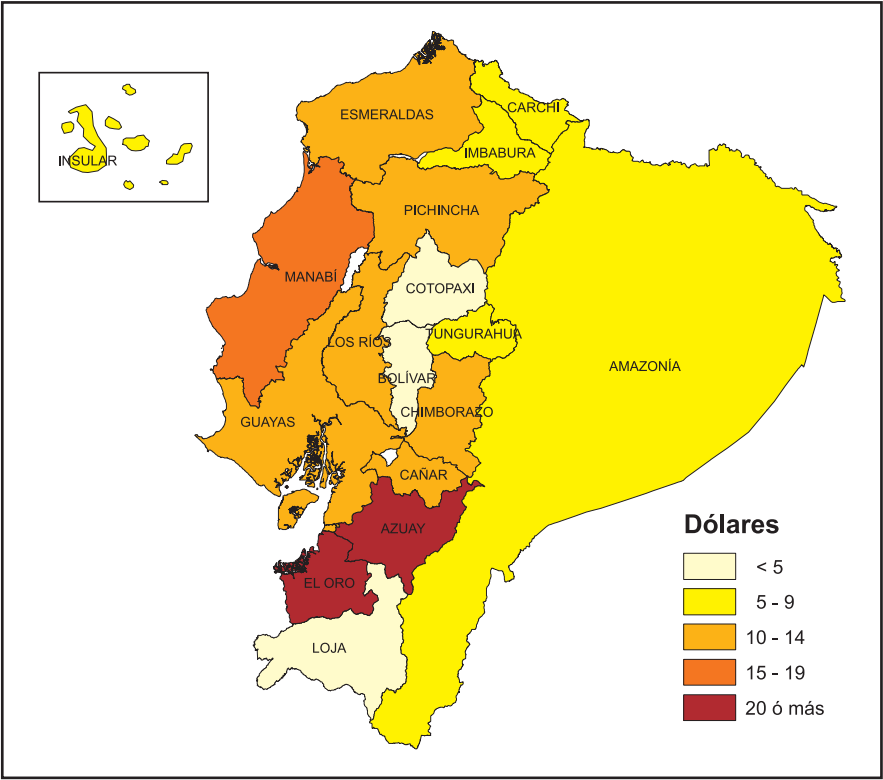 ESMERALDAS
CARCHI
IMBABURA
INSULAR
PICHINCHA
MANABÍ
COTOPAXI
TUNGURAHUA
LOS RÍOS
AMAZONÍA
BOLÍVAR
CHIMBORAZO
GUAYAS
CAÑAR
AZUAY
EL ORO
LOJA
Dólares
< 5
5 - 9
10 - 14
15 - 19
20 ó más